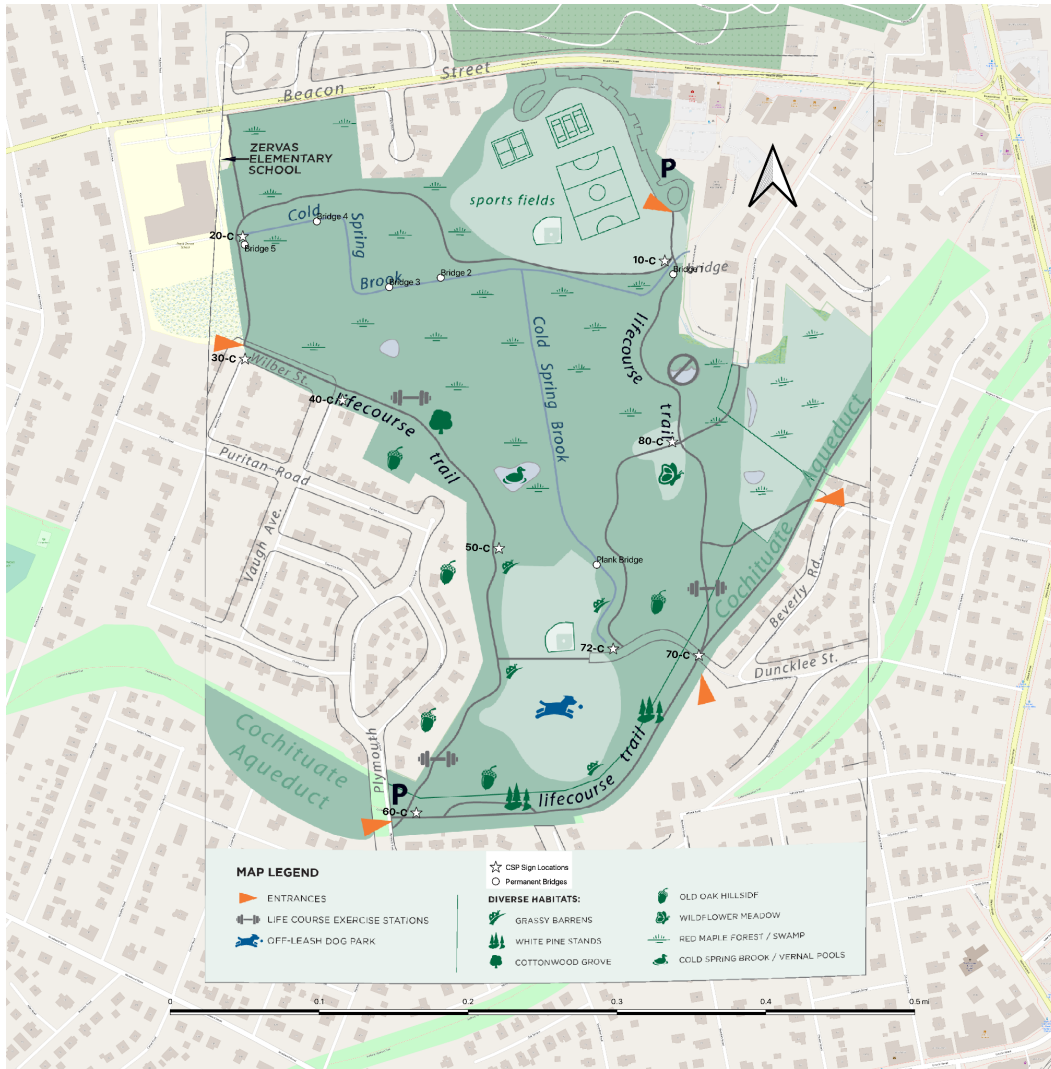 Beacon Street
ZERVAS
ELEMENTARY
SCHOOL
P
sports fields
Cold
Spring
Brook
Bridge 4
20-C
Bridge 5
Bridge 2
Bridge 3
10-C
Bridge
30-C
Wilber St.
40-C
lifecourse
trail
lifecourse
trail
Cold Spring Brook
80-C
Puritan Road
Vaugh Ave.
50-C
Plank Bridge
Cochituate Aqueduct
Beverly Rd.
72-C
70-C
Duncklee St.
Cochituate
Aqueduct
Plymouth
P
60-C
lifecourse trail
MAP LEGEND
ENTRANCES
LIFE COURSE EXERCISE STATIONS
OFF-LEASH DOG PARK
CSP Sign Locations
Permanent Bridges
DIVERSE HABITATS:
GRASSY BARRENS
WHITE PINE STANDS
COTTONWOOD GROVE
OLD OAK HILLSIDE
WILDFLOWER MEADOW
RED MAPLE FOREST / SWAMP
COLD SPRING BROOK / VERNAL POOLS
0 0.1 0.2 0.3 0.4 0.5 mi